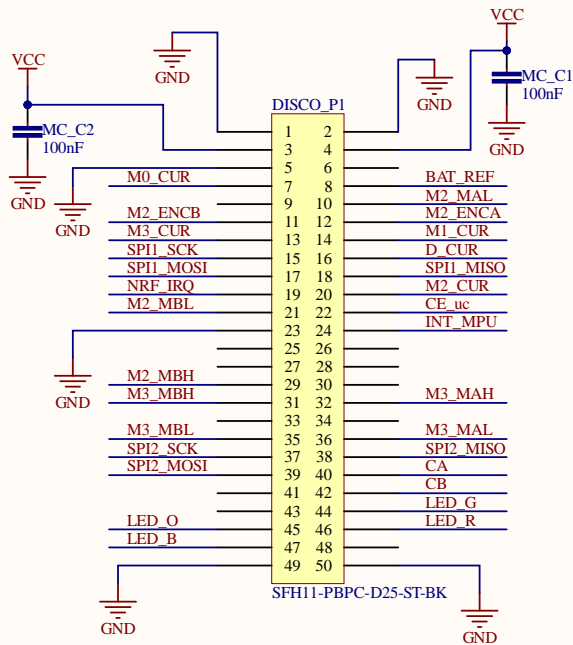 VCC
VCC
GND
GND
MC_C1
100nF
DISCO_P1
MC_C2
100nF
GND
1 2
3 4
5 6
M0_CUR 7 8 BAT_REF
GND
9 10 M2_MAL
M2_ENCB 11 12 M2_ENCA
GND
M3_CUR 13 14 M1_CUR
SPI1_SCK 15 16 D_CUR
SPI1_MOSI 17 18 SPI1_MISO
NRF_IRQ 19 20 M2_CUR
M2_MBL 21 22 CE_uc
23 24 INT_MPU
25 26
27 28
M2_MBH 29 30
GND
M3_MBH 31 32 M3_MAH
33 34
M3_MBL 35 36 M3_MAL
SPI2_SCK 37 38 SPI2_MISO
SPI2_MOSI 39 40 CA
41 42 CB
43 44 LED_G
LED_O 45 46 LED_R
LED_B 47 48
49 50
SFH11-PBPC-D25-ST-BK
GND
GND
GND